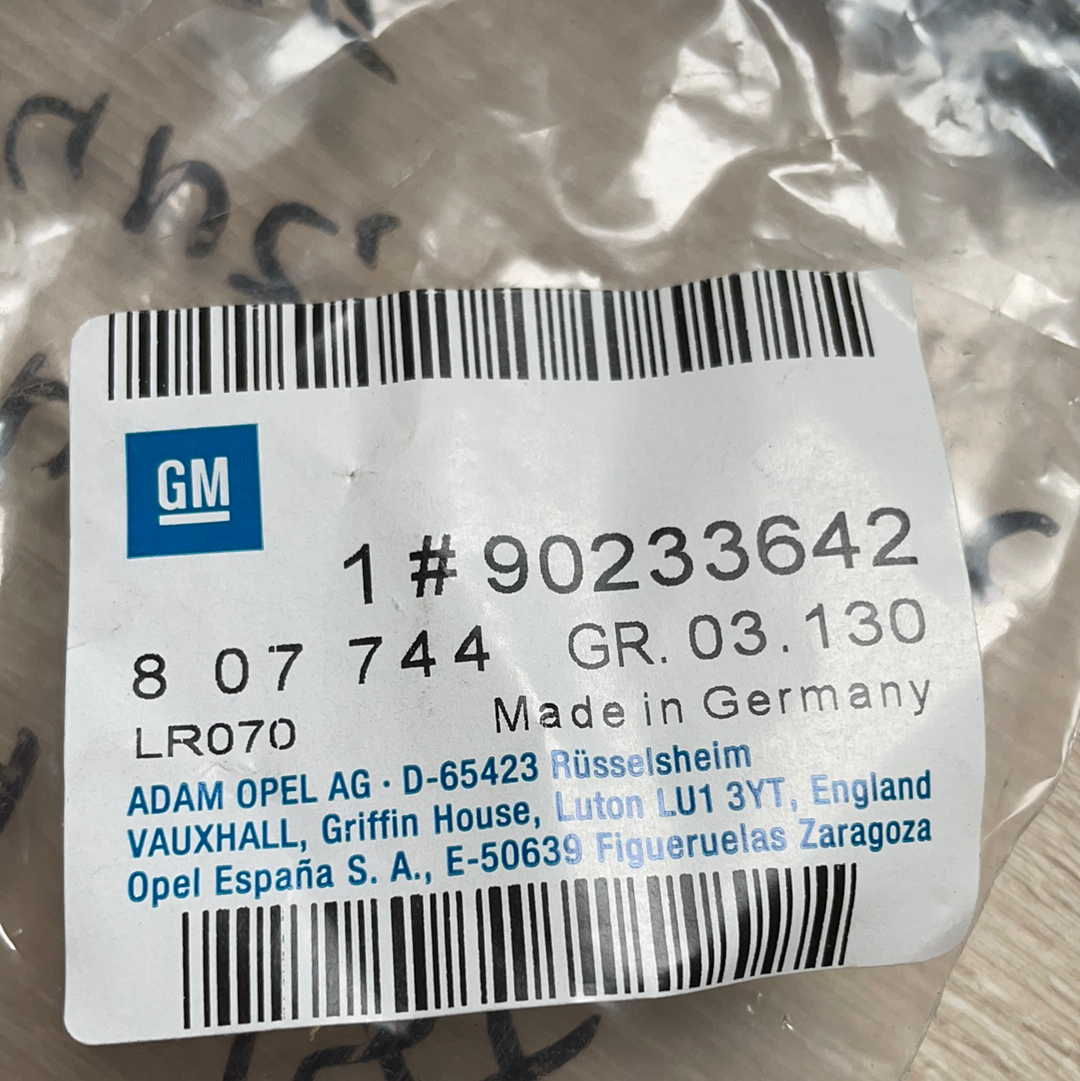 GM
1 # 90233642
8 07 744 GR. 03.130
LR070 Made in Germany
ADAM OPEL AG · D-65423 Rüsselsheim
VAUXHALL, Griffin House, Luton LU1 3YT, England
Opel España S. A., E-50639 Figueruelas Zaragoza